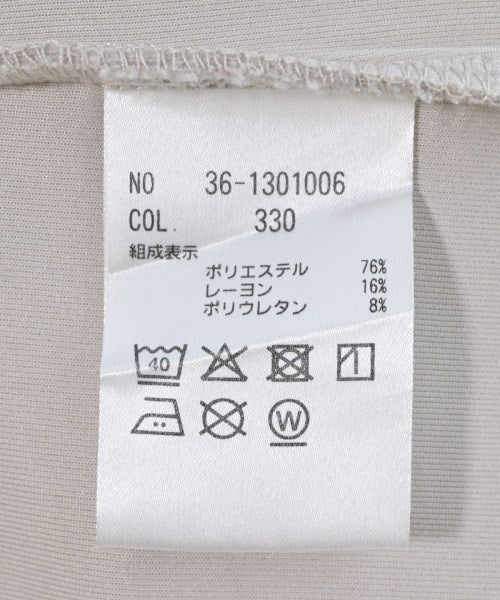 NO 36-1301006
COL. 330
組成表示
ポリエステル 76%
レーヨン 16%
ポリウレタン 8%
40
W